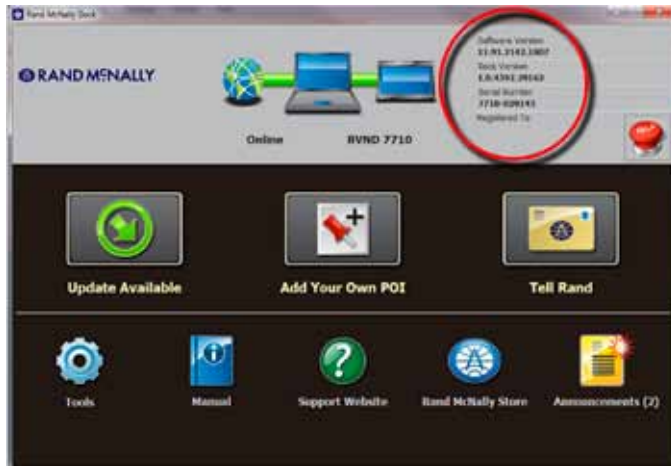 Rand McNally Dock
RAND McNALLY
Software Version
Dock Version
Serial Number
Registered To
Online
RVND 7710
Update Available
Add Your Own POI
Tell Rand
Tools
Manual
Support Website
Rand McNally Store
Announcements (2)